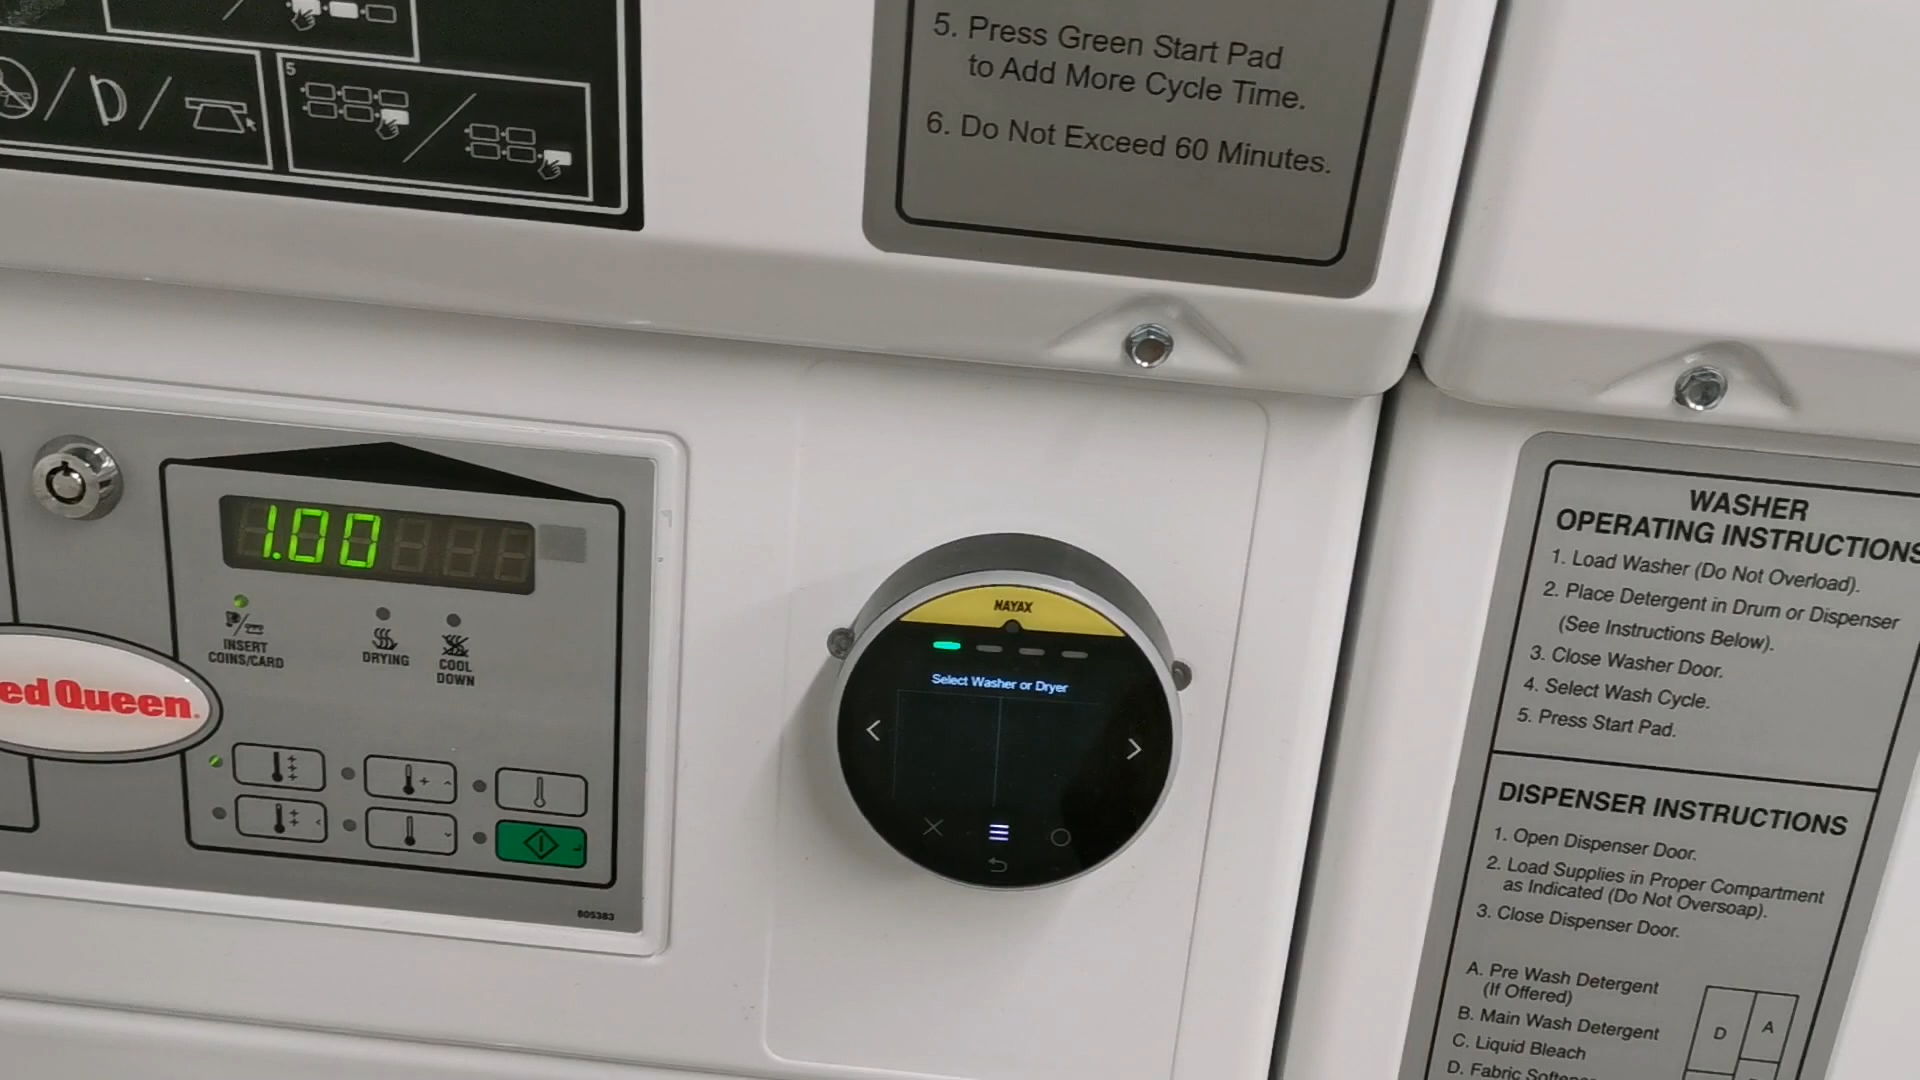 5
5. Press Green Start Pad
to Add More Cycle Time.
6. Do Not Exceed 60 Minutes.
1.00
INSERT
COINS/CARD
DRYING
COOL
DOWN
ed Queen.
805383
NAYAX
Select Washer or Dryer
WASHER
OPERATING INSTRUCTIONS
1. Load Washer (Do Not Overload).
2. Place Detergent in Drum or Dispenser
(See Instructions Below).
3. Close Washer Door.
4. Select Wash Cycle.
5. Press Start Pad.
DISPENSER INSTRUCTIONS
1. Open Dispenser Door.
2. Load Supplies in Proper Compartment
as Indicated (Do Not Oversoap).
3. Close Dispenser Door.
A. Pre Wash Detergent
(If Offered)
B. Main Wash Detergent
C. Liquid Bleach
D. Fabric
D
A